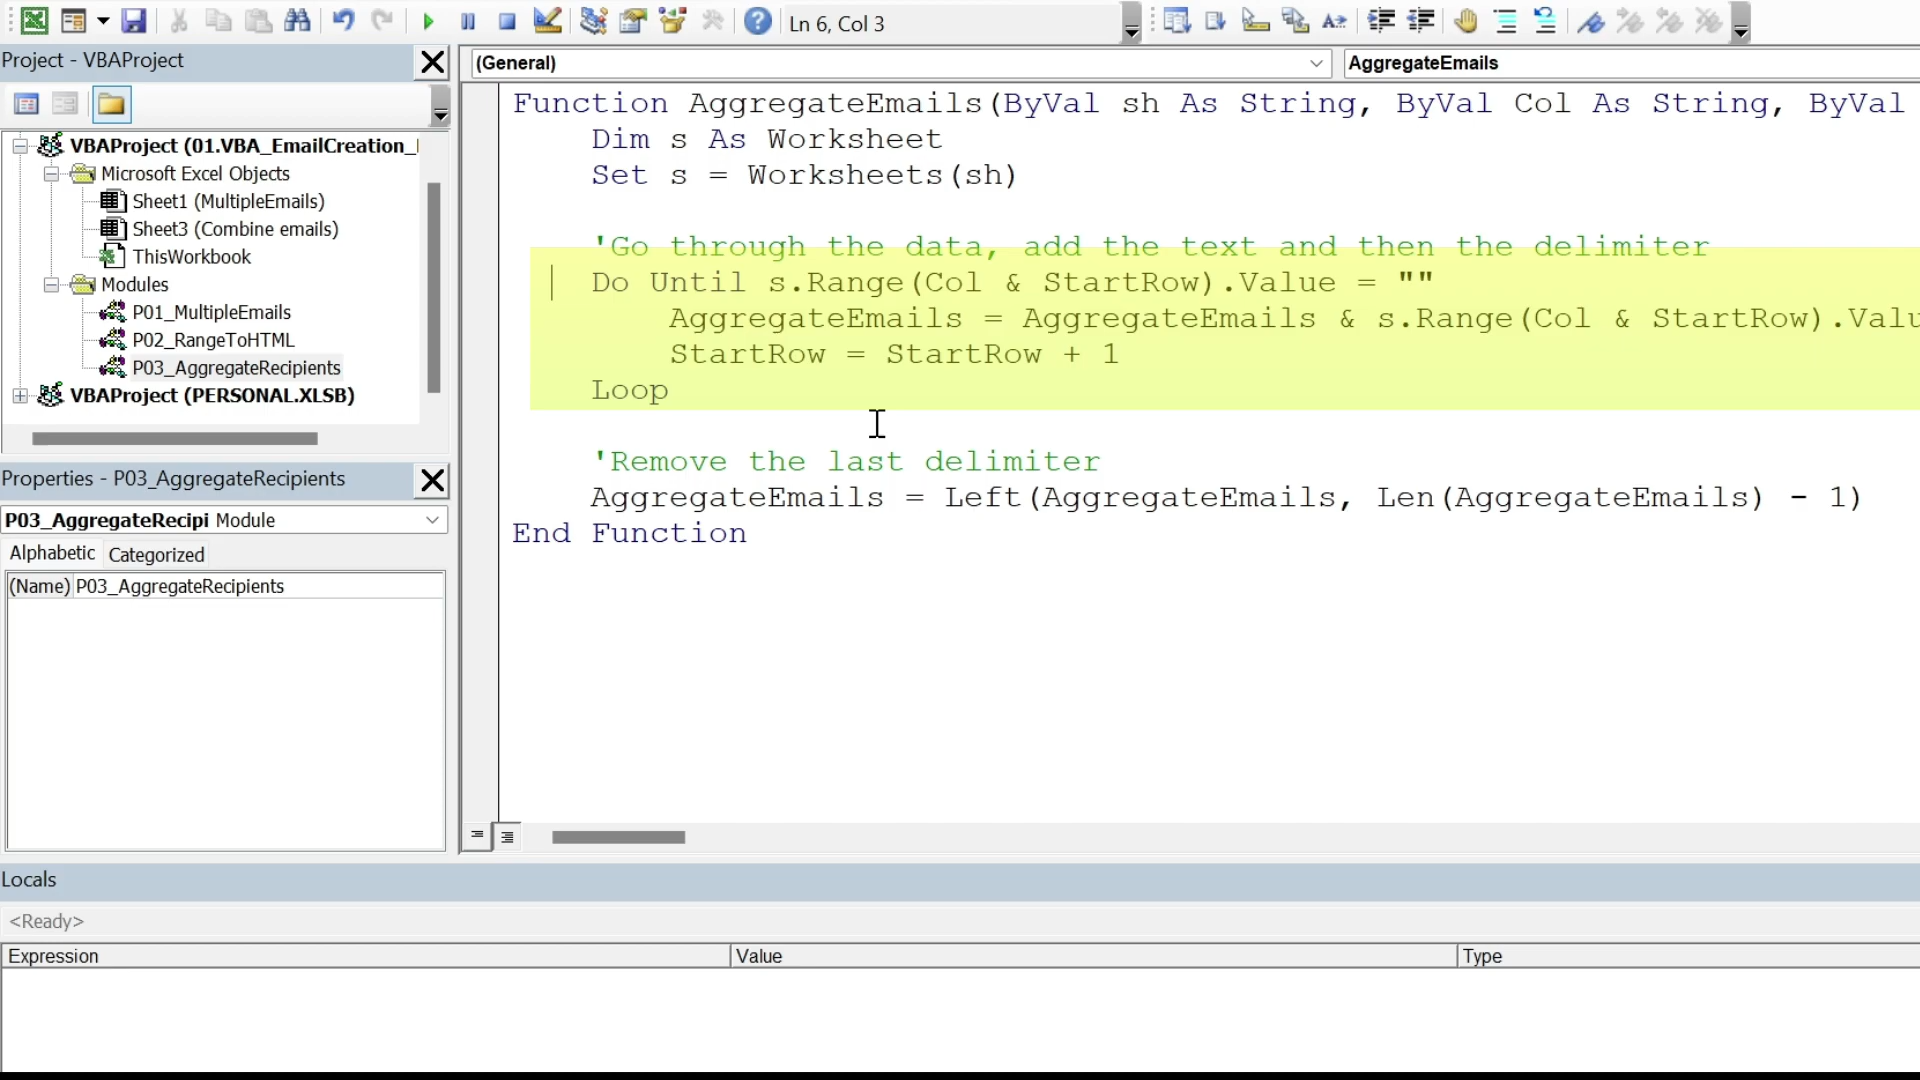 Ln 6, Col 3
Project - VBAProject
VBAProject (01.VBA_EmailCreation_
Microsoft Excel Objects
Sheet1 (MultipleEmails)
Sheet3 (Combine emails)
ThisWorkbook
Modules
P01_MultipleEmails
P02_RangeToHTML
P03_AggregateRecipients
VBAProject (PERSONAL.XLSB)
Properties - P03_AggregateRecipients
P03_AggregateRecipi Module
Alphabetic Categorized
(Name) P03_AggregateRecipients
(General) AggregateEmails
Function AggregateEmails(ByVal sh As String, ByVal Col As String, ByVal
Dim s As Worksheet
Set s = Worksheets(sh)
'Go through the data, add the text and then the delimiter
Do Until s.Range(Col & StartRow).Value = ""
AggregateEmails = AggregateEmails & s.Range(Col & StartRow).Valu
StartRow = StartRow + 1
Loop
'Remove the last delimiter
AggregateEmails = Left(AggregateEmails, Len(AggregateEmails) - 1)
End Function
Locals
<Ready>
Expression Value Type